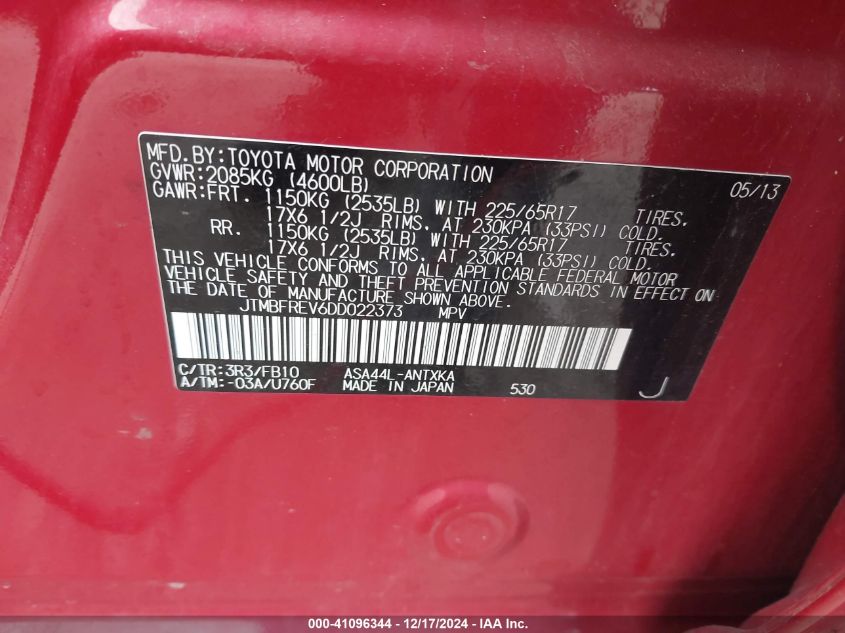 MFD. BY: TOYOTA MOTOR CORPORATION 05/13
GVWR: 2085KG (4600LB)
GAWR: FRT. 1150KG (2535LB) WITH 225/65R17 TIRES,
17X6 1/2J RIMS, AT 230KPA (33PSI) COLD.
RR. 1150KG (2535LB) WITH 225/65R17 TIRES,
17X6 1/2J RIMS, AT 230KPA (33PSI) COLD.
THIS VEHICLE CONFORMS TO ALL APPLICABLE FEDERAL MOTOR
VEHICLE SAFETY AND THEFT PREVENTION STANDARDS IN EFFECT ON
THE DATE OF MANUFACTURE SHOWN ABOVE.
JTMBFREV6DD022373 MPV
C/TR: 3R3/FB10 ASA44L-ANTXKA
A/TM: -03A/U760F MADE IN JAPAN 530 J
000-41096344 - 12/17/2024 - IAA Inc.